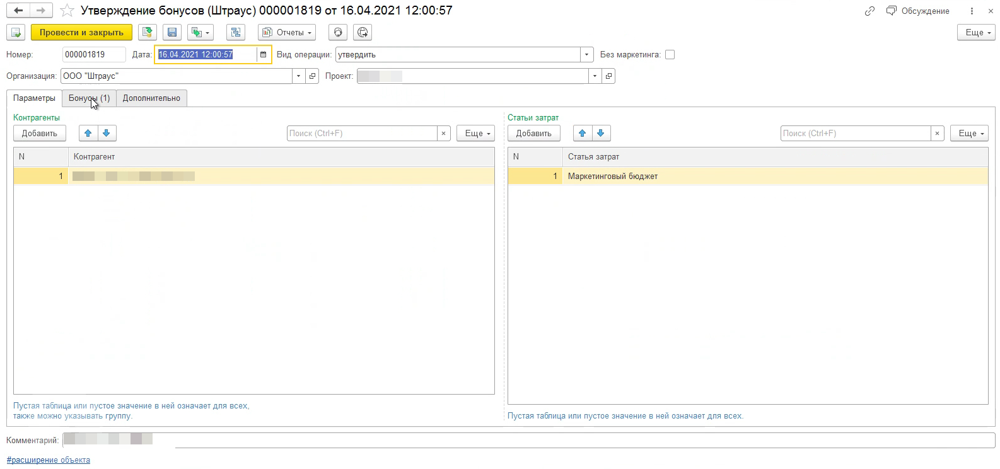 Утверждение бонусов (Штраус) 000001819 от 16.04.2021 12:00:57
Обсуждение
Провести и закрыть
Отчеты
Еще
Номер: 000001819 Дата: 16.04.2021 12:00:57 Вид операции: утвердить Без маркетинга:
Организация: ООО "Штраус" Проект:
Параметры Бонусы (1) Дополнительно
Контрагенты
Добавить Поиск (Ctrl+F) × Еще
N Контрагент
1
Пустая таблица или пустое значение в ней означает для всех,
также можно указывать группу.
Статьи затрат
Добавить Поиск (Ctrl+F) × Еще
N Статья затрат
1 Маркетинговый бюджет
Пустая таблица или пустое значение в ней означает для всех.
Комментарий:
#расширение объекта